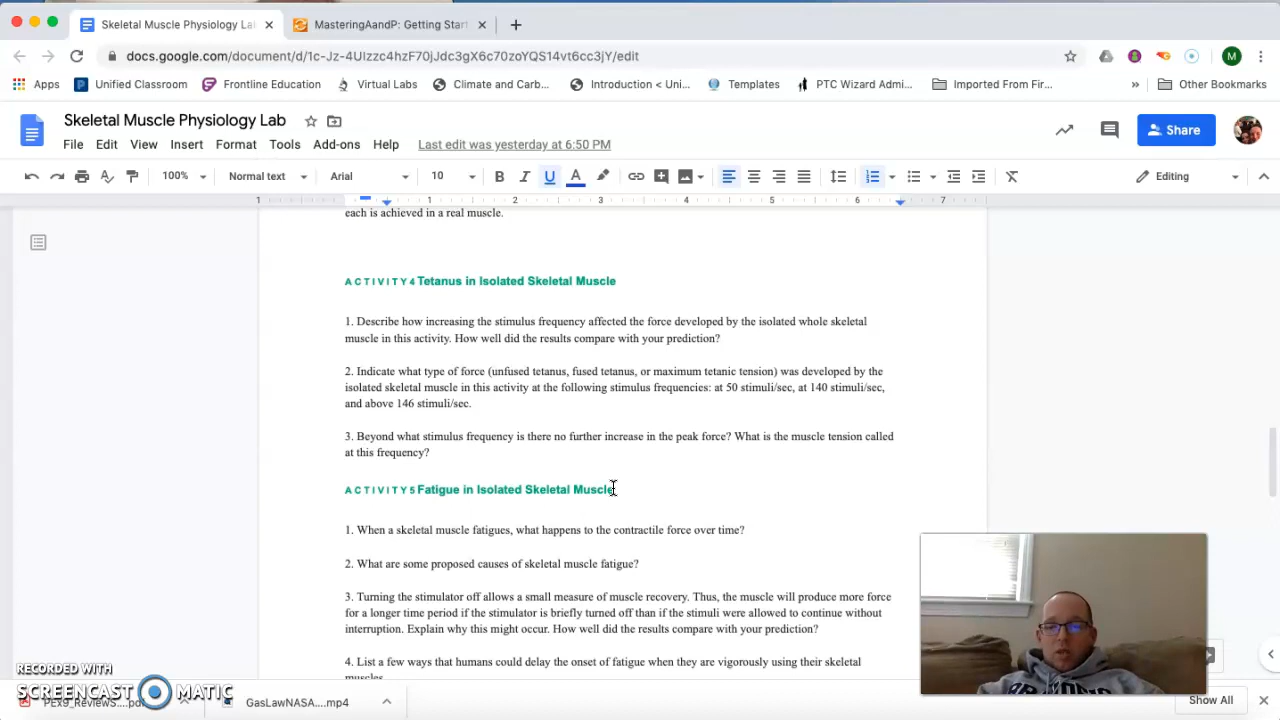 Skeletal Muscle Physiology La
MasteringAandP: Getting Star
docs.google.com/document/d/1c-Jz-4UIzzc4hzF70jJdc3gX6c70zoYQS14vt6cc3jY/edit
M
Apps Unified Classroom Frontline Education Virtual Labs Climate and Carb... Introduction < Uni... Templates PTC Wizard Admi... Imported From Fir... » Other Bookmarks
Skeletal Muscle Physiology Lab
File Edit View Insert Format Tools Add-ons Help Last edit was yesterday at 6:50 PM
Share
100% Normal text Arial 10 B I U A Editing
1 1 2 3 4 5 6 7
each is achieved in a real muscle.
ACTIVITY 4 Tetanus in Isolated Skeletal Muscle
1. Describe how increasing the stimulus frequency affected the force developed by the isolated whole skeletal
muscle in this activity. How well did the results compare with your prediction?
2. Indicate what type of force (unfused tetanus, fused tetanus, or maximum tetanic tension) was developed by the
isolated skeletal muscle in this activity at the following stimulus frequencies: at 50 stimuli/sec, at 140 stimuli/sec,
and above 146 stimuli/sec.
3. Beyond what stimulus frequency is there no further increase in the peak force? What is the muscle tension called
at this frequency?
ACTIVITY 5 Fatigue in Isolated Skeletal Muscle
1. When a skeletal muscle fatigues, what happens to the contractile force over time?
2. What are some proposed causes of skeletal muscle fatigue?
3. Turning the stimulator off allows a small measure of muscle recovery. Thus, the muscle will produce more force
for a longer time period if the stimulator is briefly turned off than if the stimuli were allowed to continue without
interruption. Explain why this might occur. How well did the results compare with your prediction?
4. List a few ways that humans could delay the onset of fatigue when they are vigorously using their skeletal
muscles.
RECORDED WITH
SCREENCAST MATIC
PEx9_ReviewS....pdf
GasLawNASA....mp4
Show All